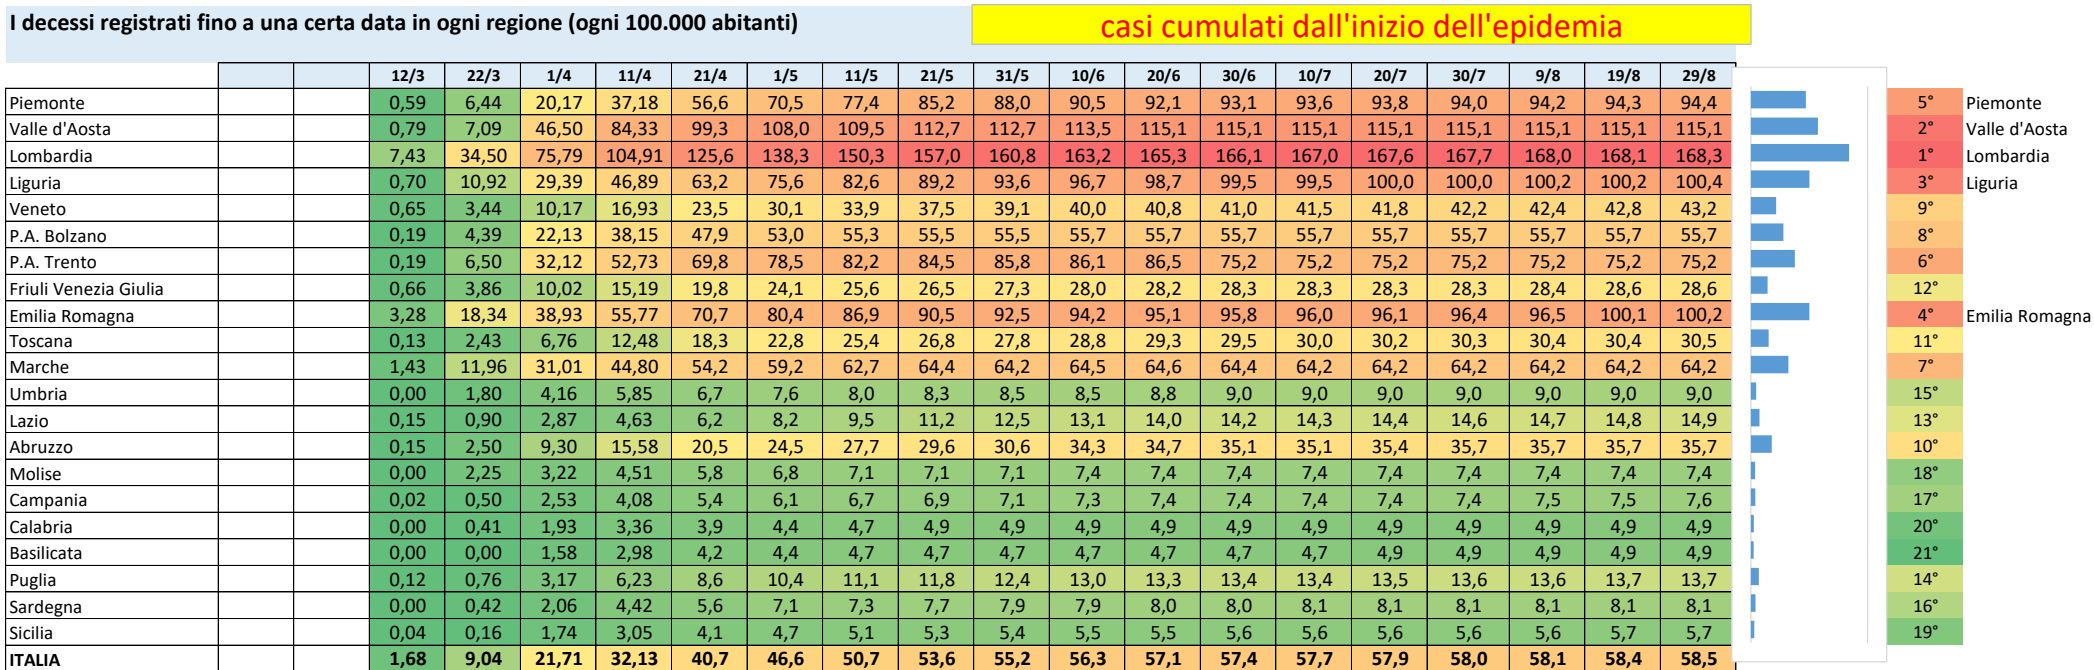 I decessi registrati fino a una certa data in ogni regione (ogni 100.000 abitanti) casi cumulati dall'inizio dell'epidemia
12/3 22/3 1/4 11/4 21/4 1/5 11/5 21/5 31/5 10/6 20/6 30/6 10/7 20/7 30/7 9/8 19/8 29/8
Piemonte 0,59 6,44 20,17 37,18 56,6 70,5 77,4 85,2 88,0 90,5 92,1 93,1 93,6 93,8 94,0 94,2 94,3 94,4 5° Piemonte
Valle d'Aosta 0,79 7,09 46,50 84,33 99,3 108,0 109,5 112,7 112,7 113,5 115,1 115,1 115,1 115,1 115,1 115,1 115,1 115,1 2° Valle d'Aosta
Lombardia 7,43 34,50 75,79 104,91 125,6 138,3 150,3 157,0 160,8 163,2 165,3 166,1 167,0 167,6 167,7 168,0 168,1 168,3 1° Lombardia
Liguria 0,70 10,92 29,39 46,89 63,2 75,6 82,6 89,2 93,6 96,7 98,7 99,5 99,5 100,0 100,0 100,2 100,2 100,4 3° Liguria
Veneto 0,65 3,44 10,17 16,93 23,5 30,1 33,9 37,5 39,1 40,0 40,8 41,0 41,5 41,8 42,2 42,4 42,8 43,2 9°
P.A. Bolzano 0,19 4,39 22,13 38,15 47,9 53,0 55,3 55,5 55,5 55,7 55,7 55,7 55,7 55,7 55,7 55,7 55,7 55,7 8°
P.A. Trento 0,19 6,50 32,12 52,73 69,8 78,5 82,2 84,5 85,8 86,1 86,5 75,2 75,2 75,2 75,2 75,2 75,2 75,2 6°
Friuli Venezia Giulia 0,66 3,86 10,02 15,19 19,8 24,1 25,6 26,5 27,3 28,0 28,2 28,3 28,3 28,3 28,3 28,4 28,6 28,6 12°
Emilia Romagna 3,28 18,34 38,93 55,77 70,7 80,4 86,9 90,5 92,5 94,2 95,1 95,8 96,0 96,1 96,4 96,5 100,1 100,2 4° Emilia Romagna
Toscana 0,13 2,43 6,76 12,48 18,3 22,8 25,4 26,8 27,8 28,8 29,3 29,5 30,0 30,2 30,3 30,4 30,4 30,5 11°
Marche 1,43 11,96 31,01 44,80 54,2 59,2 62,7 64,4 64,2 64,5 64,6 64,4 64,2 64,2 64,2 64,2 64,2 64,2 7°
Umbria 0,00 1,80 4,16 5,85 6,7 7,6 8,0 8,3 8,5 8,5 8,8 9,0 9,0 9,0 9,0 9,0 9,0 9,0 15°
Lazio 0,15 0,90 2,87 4,63 6,2 8,2 9,5 11,2 12,5 13,1 14,0 14,2 14,3 14,4 14,6 14,7 14,8 14,9 13°
Abruzzo 0,15 2,50 9,30 15,58 20,5 24,5 27,7 29,6 30,6 34,3 34,7 35,1 35,1 35,4 35,7 35,7 35,7 35,7 10°
Molise 0,00 2,25 3,22 4,51 5,8 6,8 7,1 7,1 7,1 7,4 7,4 7,4 7,4 7,4 7,4 7,4 7,4 7,4 18°
Campania 0,02 0,50 2,53 4,08 5,4 6,1 6,7 6,9 7,1 7,3 7,4 7,4 7,4 7,4 7,4 7,5 7,5 7,6 17°
Calabria 0,00 0,41 1,93 3,36 3,9 4,4 4,7 4,9 4,9 4,9 4,9 4,9 4,9 4,9 4,9 4,9 4,9 4,9 20°
Basilicata 0,00 0,00 1,58 2,98 4,2 4,4 4,7 4,7 4,7 4,7 4,7 4,7 4,7 4,9 4,9 4,9 4,9 4,9 21°
Puglia 0,12 0,76 3,17 6,23 8,6 10,4 11,1 11,8 12,4 13,0 13,3 13,4 13,4 13,5 13,6 13,6 13,7 13,7 14°
Sardegna 0,00 0,42 2,06 4,42 5,6 7,1 7,3 7,7 7,9 7,9 8,0 8,0 8,1 8,1 8,1 8,1 8,1 8,1 16°
Sicilia 0,04 0,16 1,74 3,05 4,1 4,7 5,1 5,3 5,4 5,5 5,5 5,6 5,6 5,6 5,6 5,6 5,7 5,7 19°
ITALIA 1,68 9,04 21,71 32,13 40,7 46,6 50,7 53,6 55,2 56,3 57,1 57,4 57,7 57,9 58,0 58,1 58,4 58,5